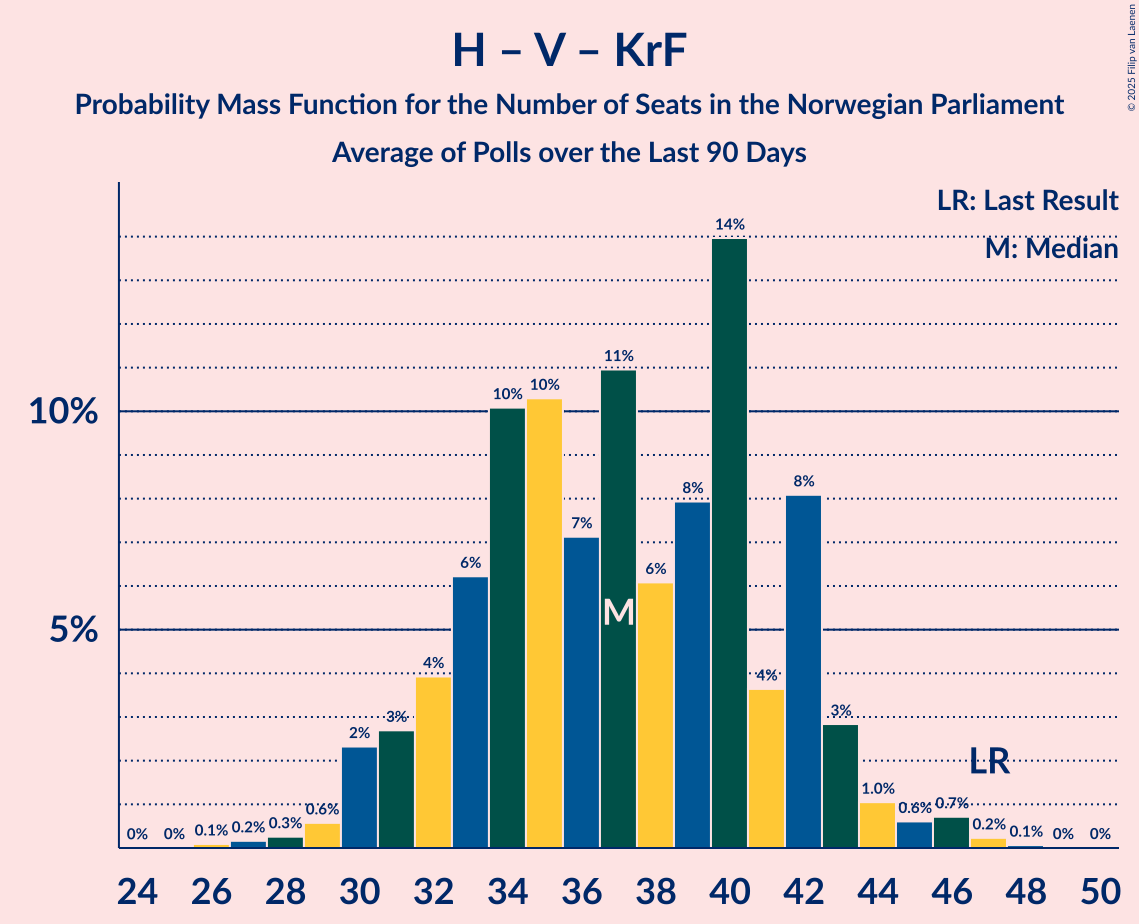 H – V – KrF
Probability Mass Function for the Number of Seats in the Norwegian Parliament
Average of Polls over the Last 90 Days
© 2025 Filip van Laenen
LR: Last Result
M: Median
10%
5%
0% 0% 0.1% 0.2% 0.3% 0.6% 2% 3% 4% 6% 10% 10% 7% 11% 6% 8% 14% 4% 8% 3% 1.0% 0.6% 0.7% 0.2% 0.1% 0% 0%
M
LR
24 26 28 30 32 34 36 38 40 42 44 46 48 50